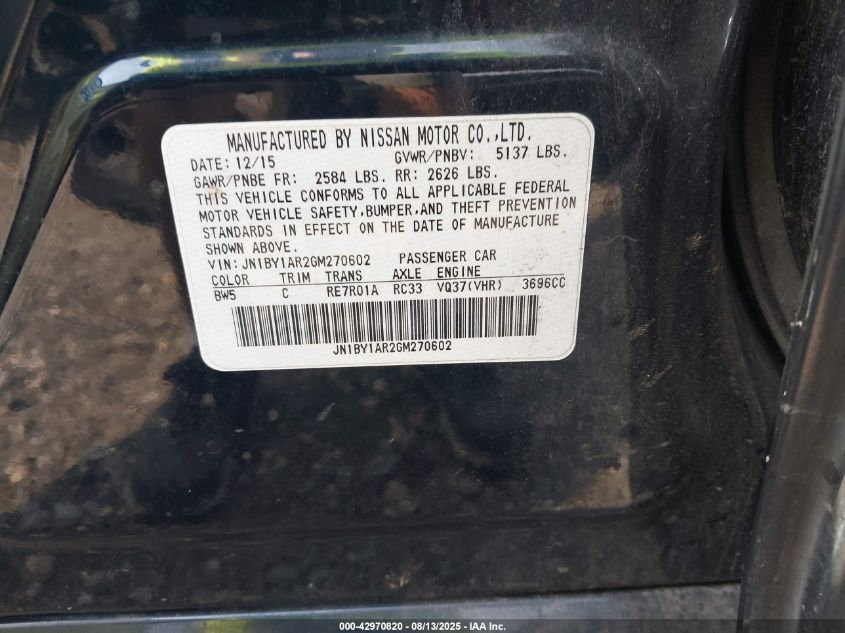 MANUFACTURED BY NISSAN MOTOR CO.,LTD.
DATE: 12/15 GVWR/PNBV: 5137 LBS.
GAWR/PNBE FR: 2584 LBS. RR: 2626 LBS.
THIS VEHICLE CONFORMS TO ALL APPLICABLE FEDERAL
MOTOR VEHICLE SAFETY,BUMPER,AND THEFT PREVENTION
STANDARDS IN EFFECT ON THE DATE OF MANUFACTURE
SHOWN ABOVE.
VIN: JN1BY1AR2GM270602 PASSENGER CAR
COLOR TRIM TRANS AXLE ENGINE
BW5 C RE7R01A RC33 VQ37(VHR) 3696CC
JN1BY1AR2GM270602
000-42970820 - 08/13/2025 - IAA Inc.